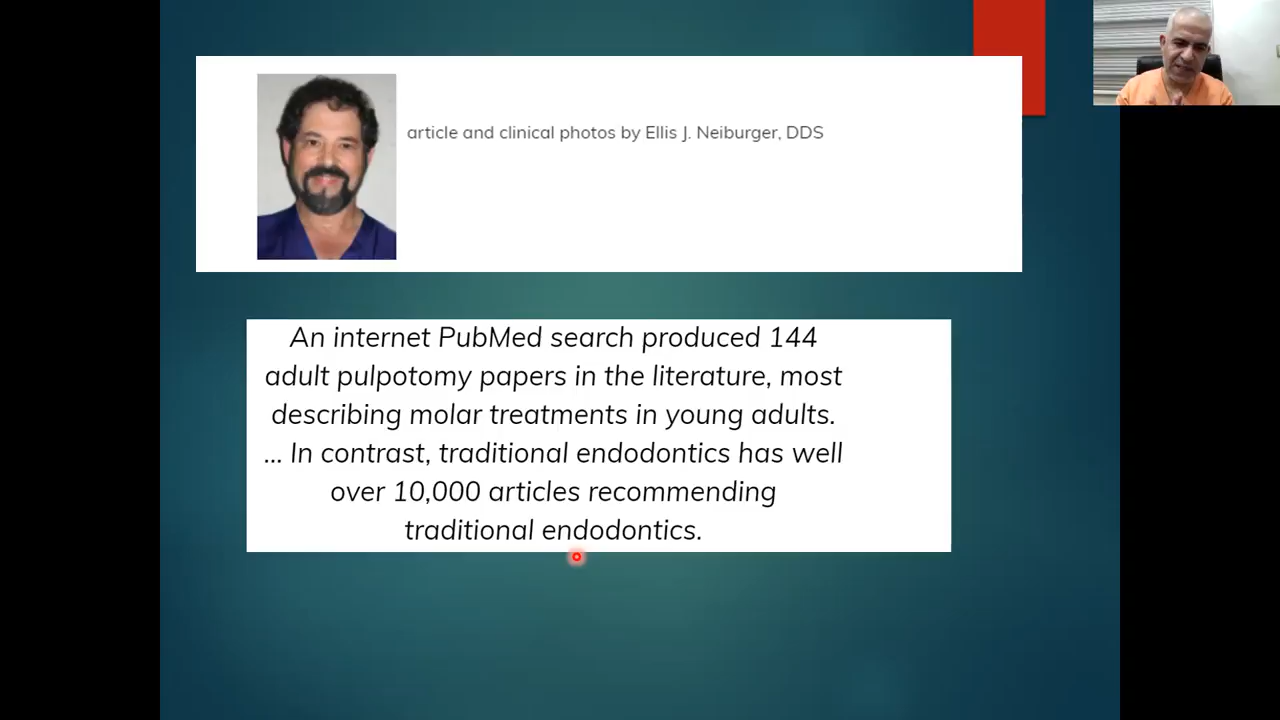 article and clinical photos by Ellis J. Neiburger, DDS
An internet PubMed search produced 144
adult pulpotomy papers in the literature, most
describing molar treatments in young adults.
... In contrast, traditional endodontics has well
over 10,000 articles recommending
traditional endodontics.